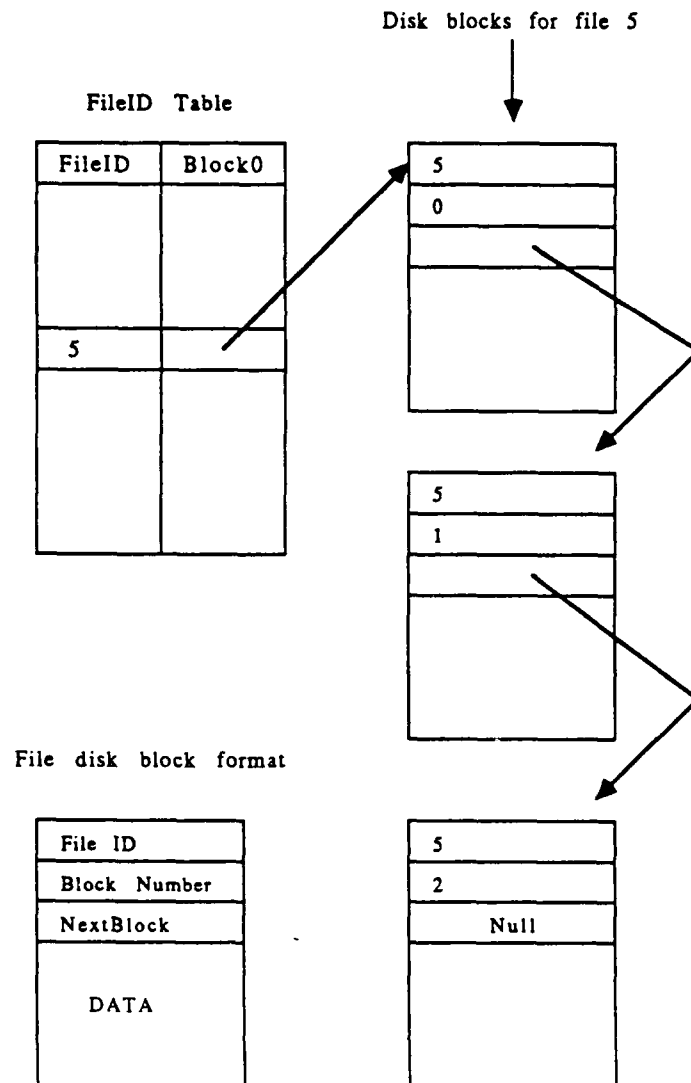 Disk blocks for file 5
FileID Table
FileID Block0
5
5
0
5
1
File disk block format
File ID
Block Number
NextBlock
DATA
5
2
Null